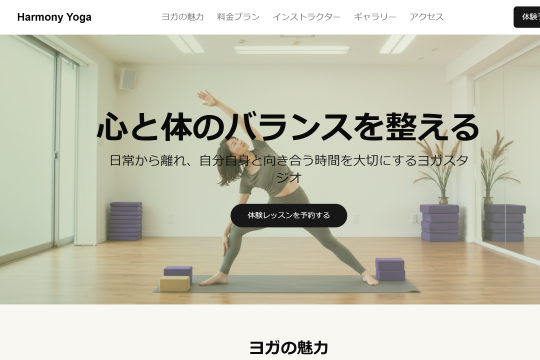 Harmony Yoga
ヨガの魅力 料金プラン インストラクター ギャラリー アクセス
体験
心と体のバランスを整える
日常から離れ、自分自身と向き合う時間を大切にするヨガスタ
ジオ
体験レッスンを予約する
ヨガの魅力